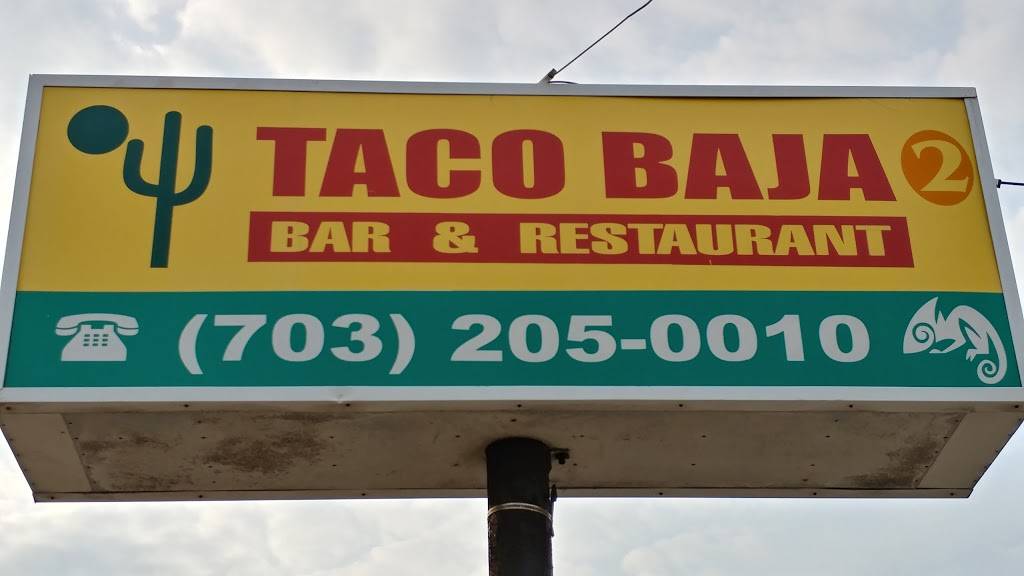 TACO BAJA 2
BAR & RESTAURANT
(703) 205-0010